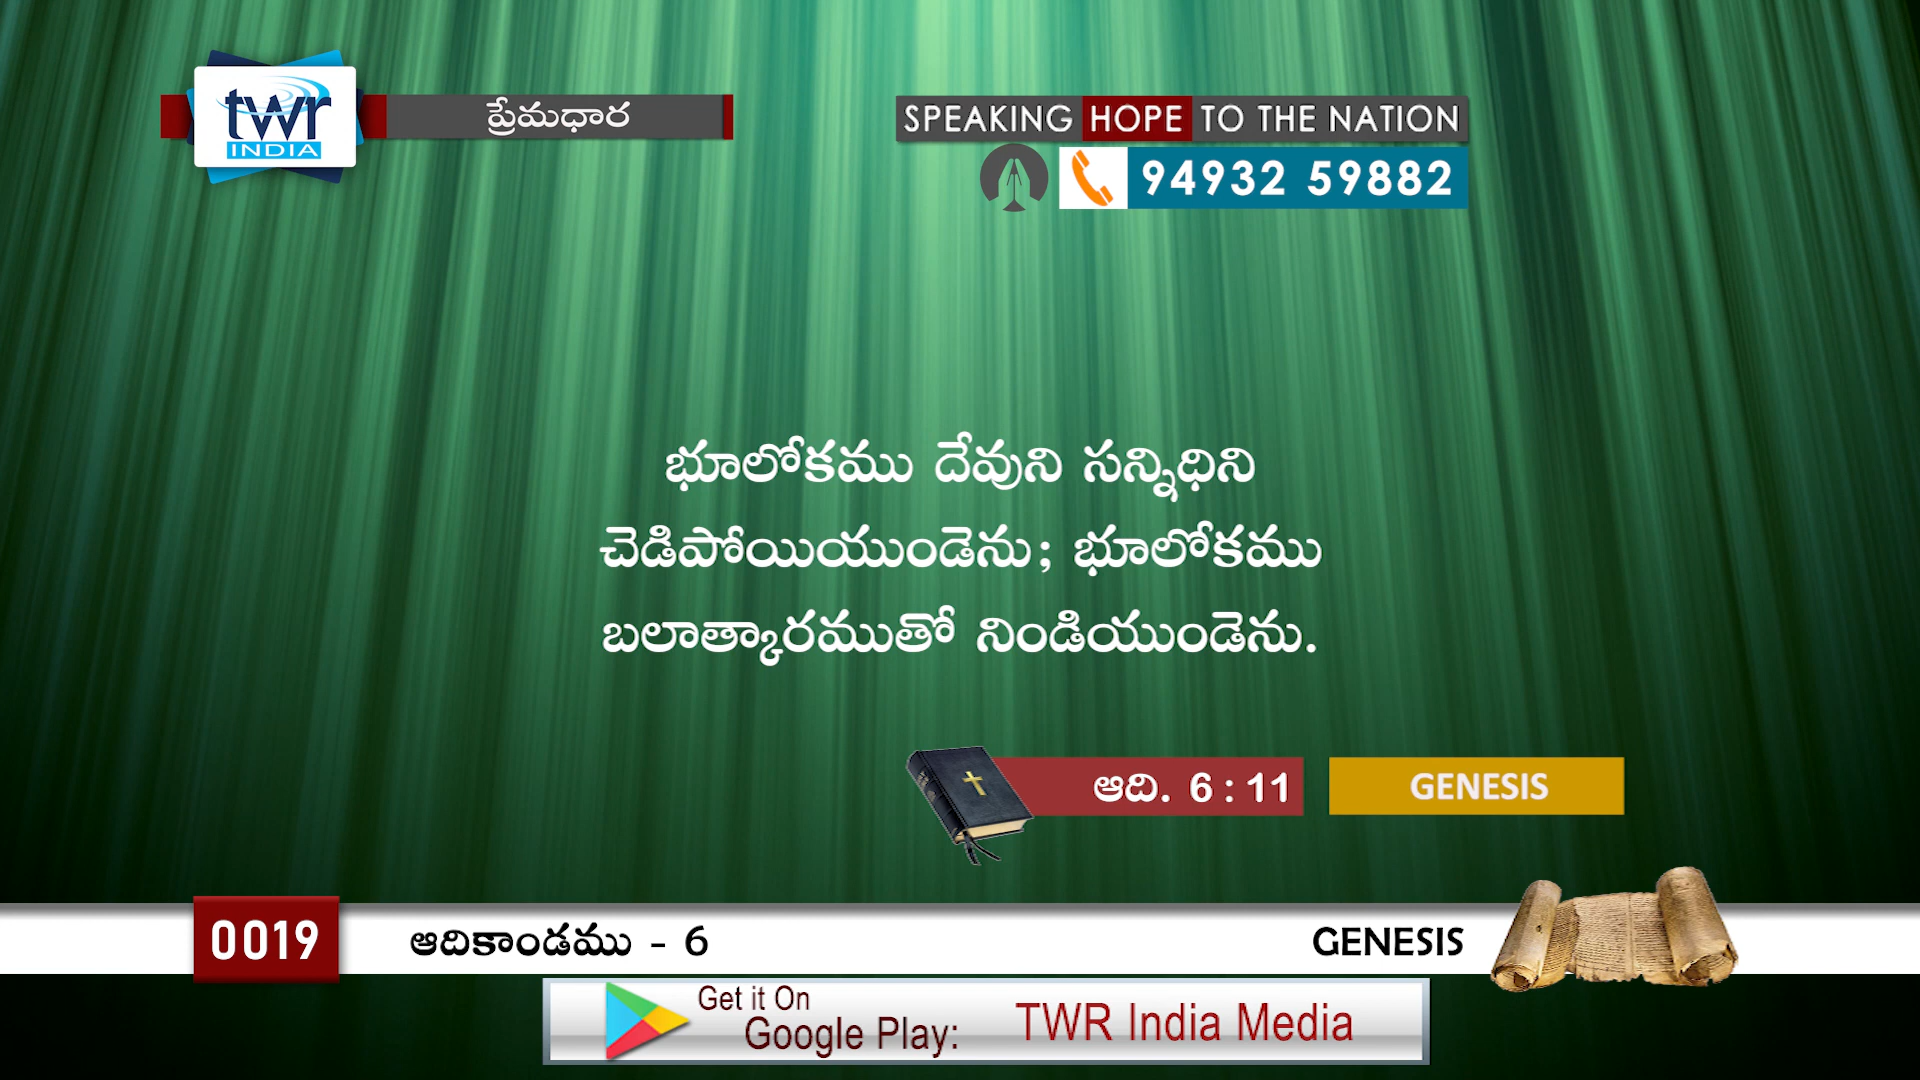 twr
INDIA
ప్రేమధార
SPEAKING HOPE TO THE NATION
94932 59882
భూలోకము దేవుని సన్నిధిని
చెడిపోయియుండెను; భూలోకము
బలాత్కారముతో నిండియుండెను.
ఆది. 6 : 11
GENESIS
0019
ఆదికాండము - 6
GENESIS
Get it On
Google Play:
TWR India Media